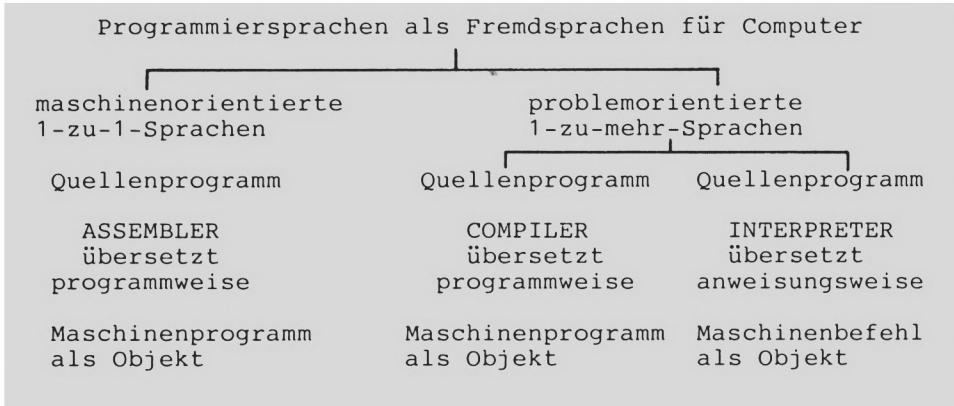 Programmiersprachen als Fremdsprachen für Computer
maschinenorientierte
1-zu-1-Sprachen
problemorientierte
1-zu-mehr-Sprachen
Quellenprogramm
ASSEMBLER
übersetzt
programmweise
Maschinenprogramm
als Objekt
Quellenprogramm
COMPILER
übersetzt
programmweise
Maschinenprogramm
als Objekt
Quellenprogramm
INTERPRETER
übersetzt
anweisungsweise
Maschinenbefehl
als Objekt